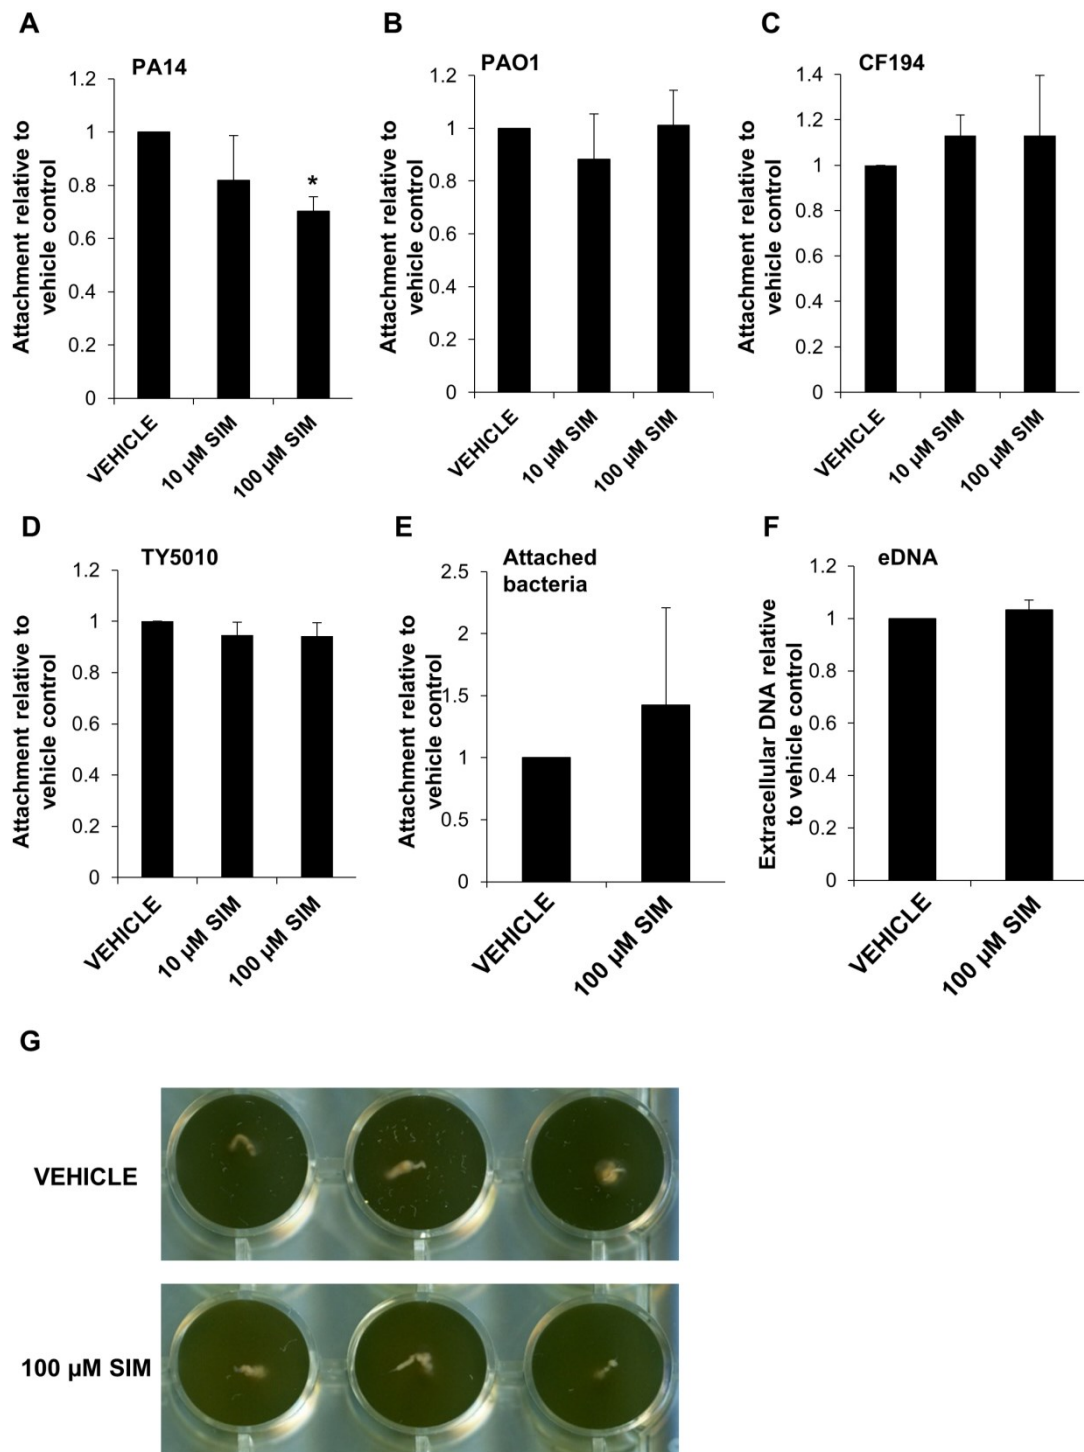 A
PA14
Attachment relative to
vehicle control
1.2
1
0.8
0.6
0.4
0.2
0
*
VEHICLE
10 µM SIM
100 µM SIM
B
PAO1
Attachment relative to
vehicle control
1.2
1
0.8
0.6
0.4
0.2
0
VEHICLE
10 µM SIM
100 µM SIM
C
CF194
Attachment relative to
vehicle control
1.4
1.2
1
0.8
0.6
0.4
0.2
0
VEHICLE
10 µM SIM
100 µM SIM
D
TY5010
Attachment relative to
vehicle control
1.2
1
0.8
0.6
0.4
0.2
0
VEHICLE
10 µM SIM
100 µM SIM
E
Attached
bacteria
Attachment relative to
vehicle control
2.5
2
1.5
1
0.5
0
VEHICLE
100 µM SIM
F
eDNA
Extracellular DNA relative
to vehicle control
1.2
1
0.8
0.6
0.4
0.2
0
VEHICLE
100 µM SIM
G
VEHICLE
100 µM SIM